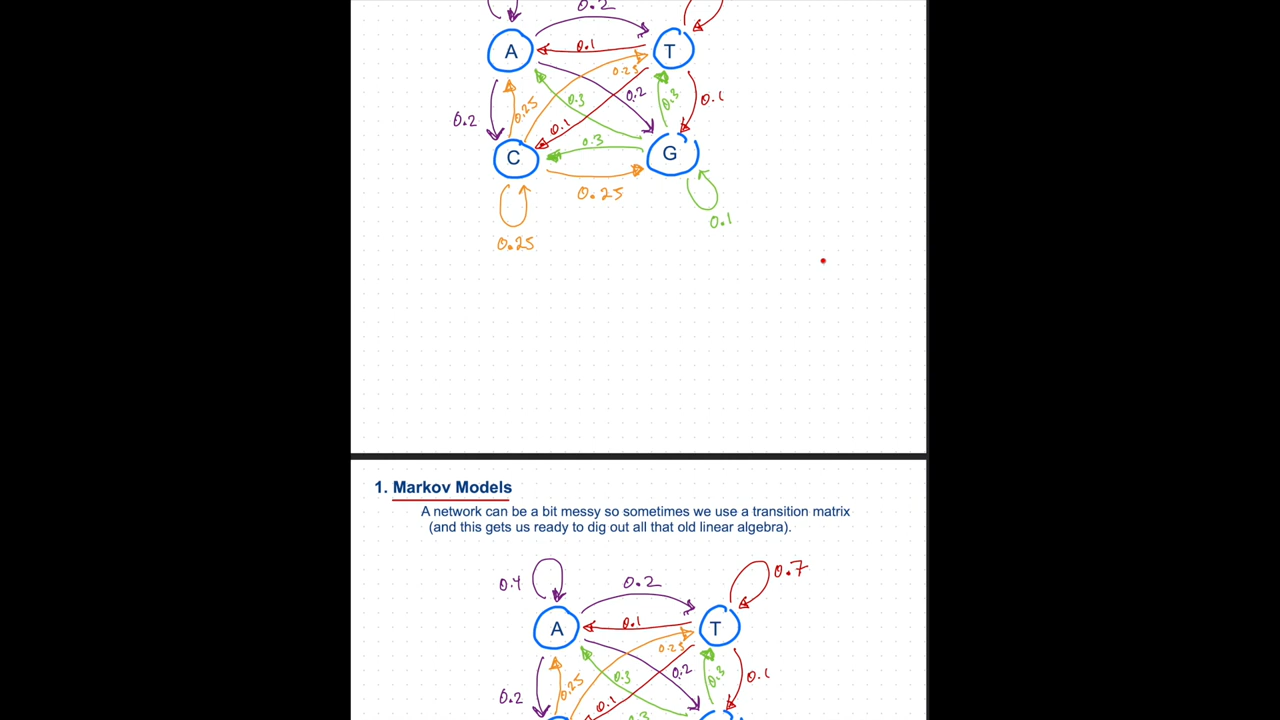 0.2
A
0.1
T
0.25
0.2
0.3
0.3
0.1
0.2
0.25
0.1
0.3
C
G
0.25
0.1
0.25
1. Markov Models
A network can be a bit messy so sometimes we use a transition matrix
(and this gets us ready to dig out all that old linear algebra).
0.4
0.2
0.7
A
0.1
T
0.25
0.2
0.3
0.3
0.1
0.2
0.25
0.1